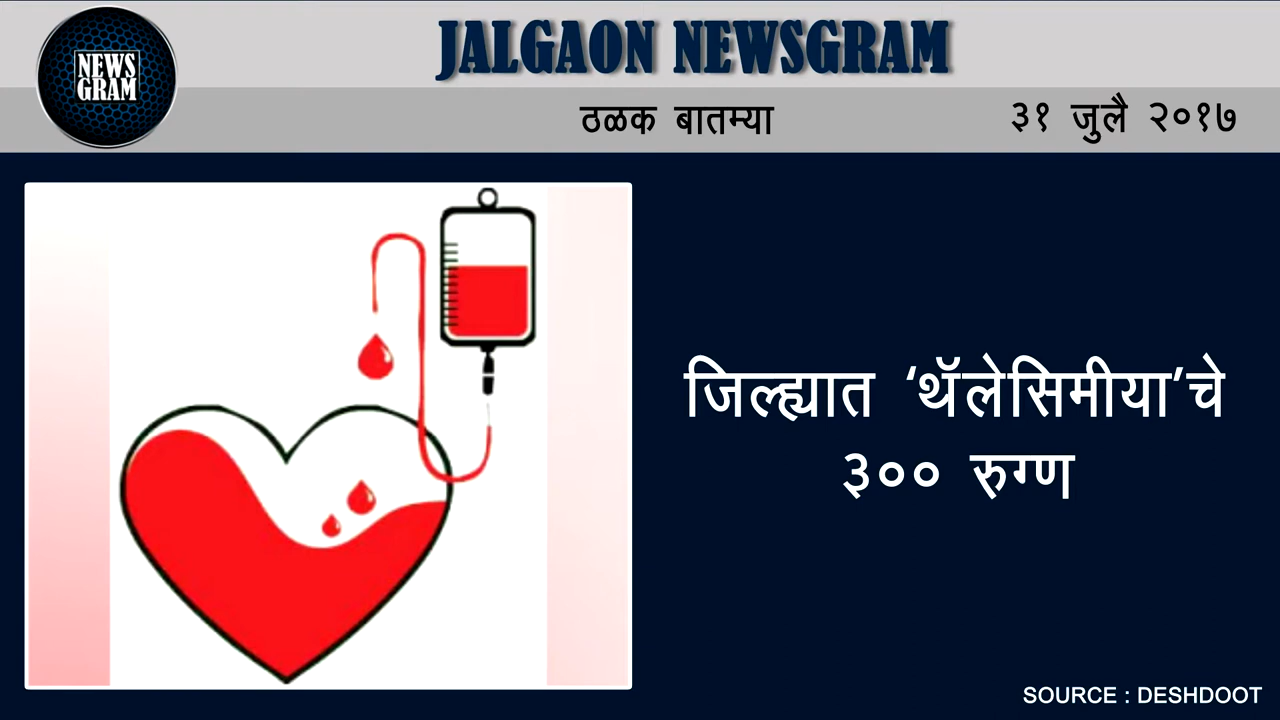 NEWS
GRAM
JALGAON NEWSGRAM
ठळक बातम्या
३१ जुलै २०१७
जिल्ह्यात ‘थॅलेसिमीया’चे
३०० रुग्ण
SOURCE : DESHDOOT